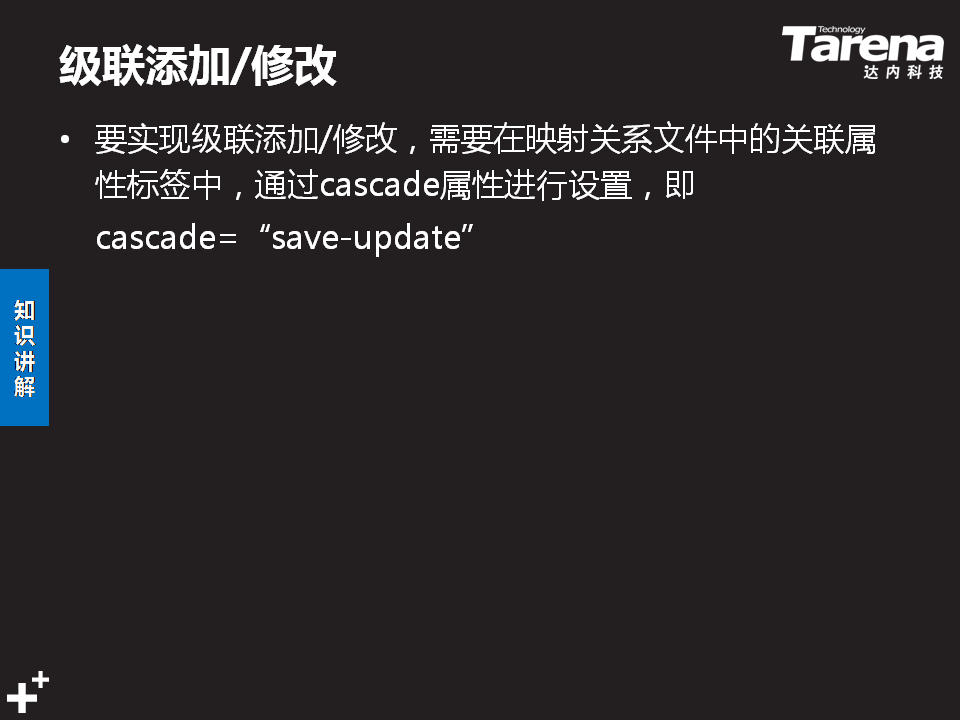 级联添加/修改
Technology
Tarena
达内科技
• 要实现级联添加/修改，需要在映射关系文件中的关联属
性标签中，通过cascade属性进行设置，即
cascade=“save-update”
知识讲解